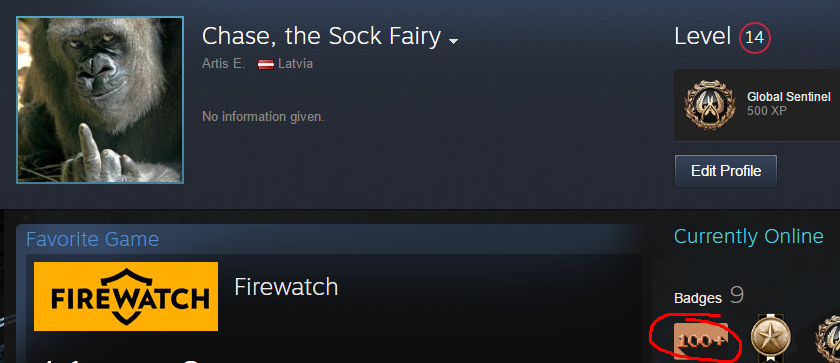 Chase, the Sock Fairy
Artis E. Latvia
No information given.
Level 14
Global Sentinel
500 XP
Edit Profile
Favorite Game
FIREWATCH
Firewatch
Currently Online
Badges 9
100+